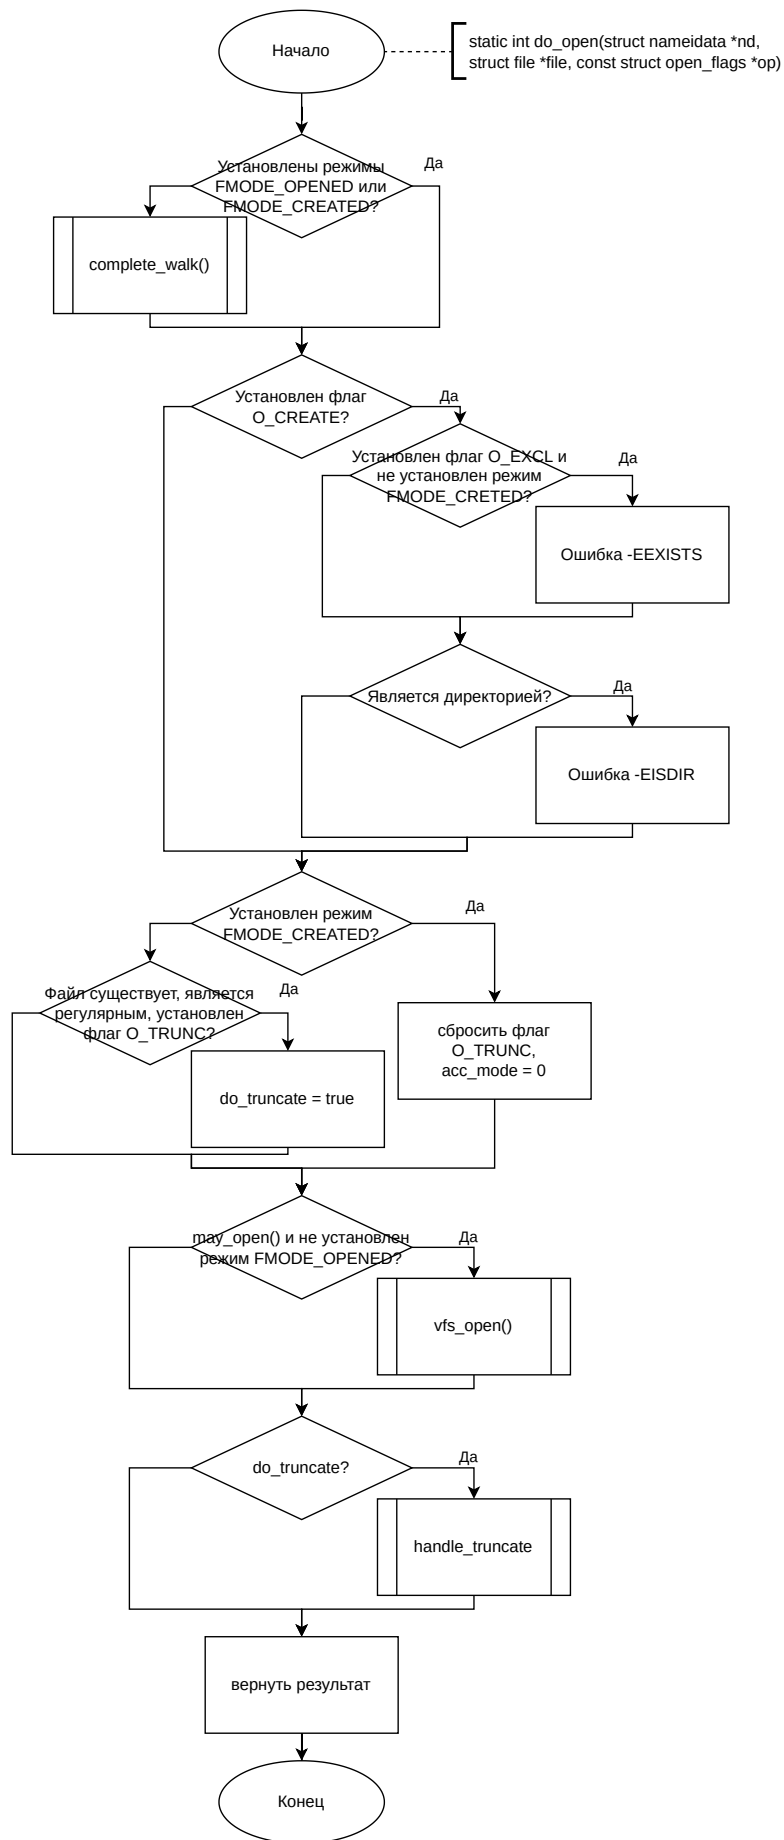 Начало
static int do_open(struct nameidata *nd,
struct file *file, const struct open_flags *op)
Установлены режимы
FMODE_OPENED или
FMODE_CREATED?
Да
complete_walk()
Установлен флаг
O_CREATE?
Да
Установлен флаг O_EXCL и
не установлен режим
FMODE_CRETED?
Да
Ошибка -EEXISTS
Является директорией?
Да
Ошибка -EISDIR
Установлен режим
FMODE_CREATED?
Да
Файл существует, является
регулярным, установлен
флаг O_TRUNC?
Да
сбросить флаг
O_TRUNC,
acc_mode = 0
do_truncate = true
may_open() и не установлен
режим FMODE_OPENED?
Да
vfs_open()
do_truncate?
Да
handle_truncate
вернуть результат
Конец